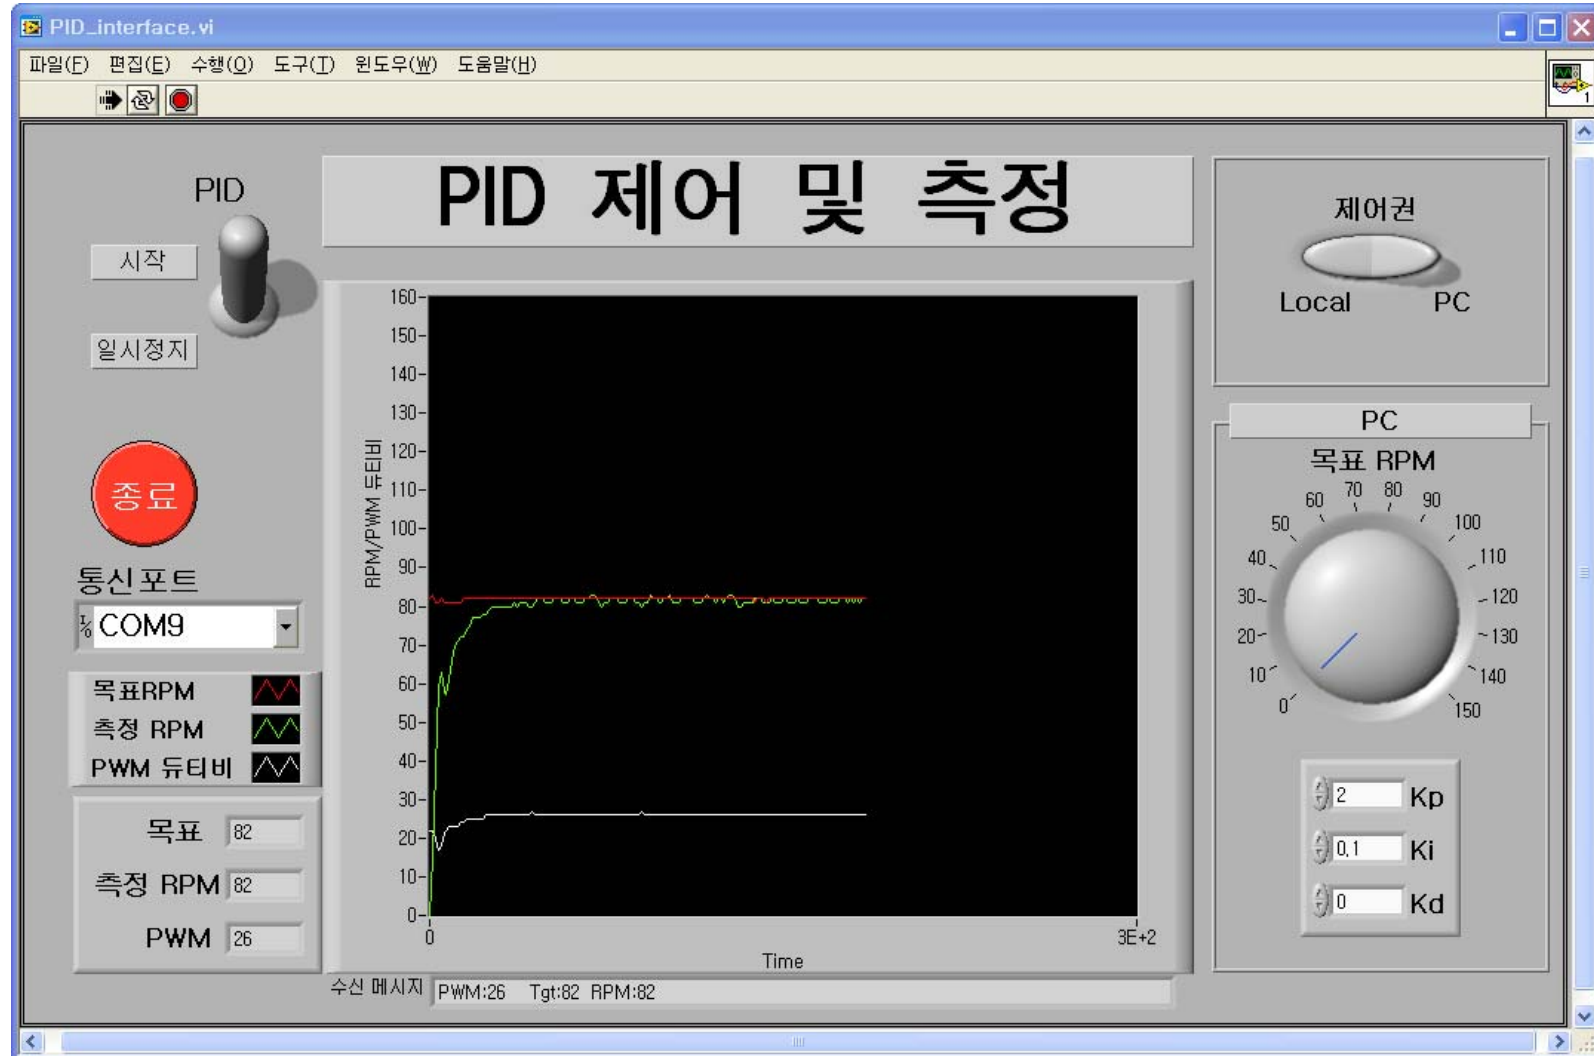 PID_interface.vi
파일(F) 편집(E) 수행(O) 도구(T) 윈도우(W) 도움말(H)
1
PID 제어 및 측정
PID
시작
일시정지
종료
통신포트
I/O COM9
목표RPM
측정 RPM
PWM 듀티비
목표 82
측정 RPM 82
PWM 26
RPM/PWM 듀티비
160
150
140
130
120
110
100
90
80
70
60
50
40
30
20
10
0
0 3E+2
Time
수신 메시지 PWM:26 Tgt:82 RPM:82
제어권
Local PC
PC
목표 RPM
0
10
20
30
40
50
60
70
80
90
100
110
120
130
140
150
2 Kp
0.1 Ki
0 Kd